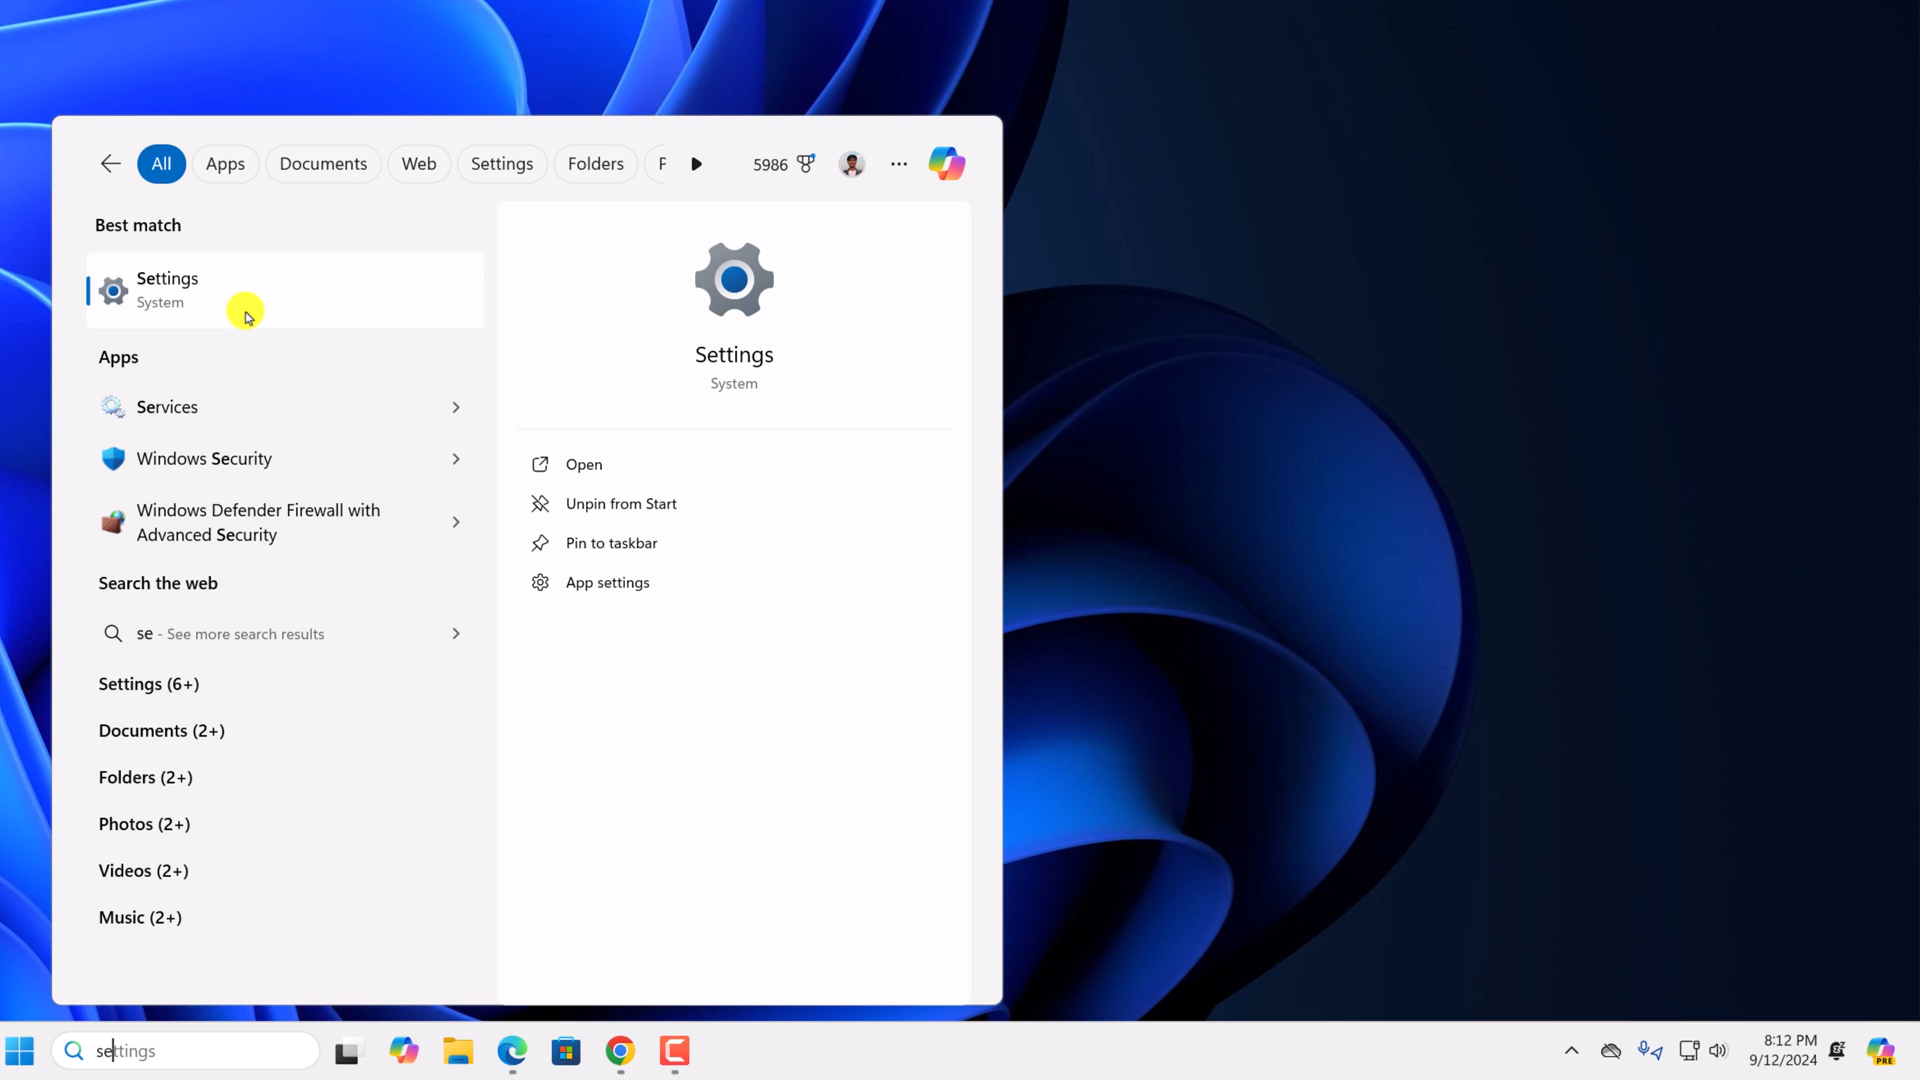 All Apps Documents Web Settings Folders 5986
Best match
Settings
System
Apps
Services
Windows Security
Windows Defender Firewall with
Advanced Security
Search the web
se - See more search results
Settings (6+)
Documents (2+)
Folders (2+)
Photos (2+)
Videos (2+)
Music (2+)
Settings
System
Open
Unpin from Start
Pin to taskbar
App settings
settings
8:12 PM
9/12/2024
PRE